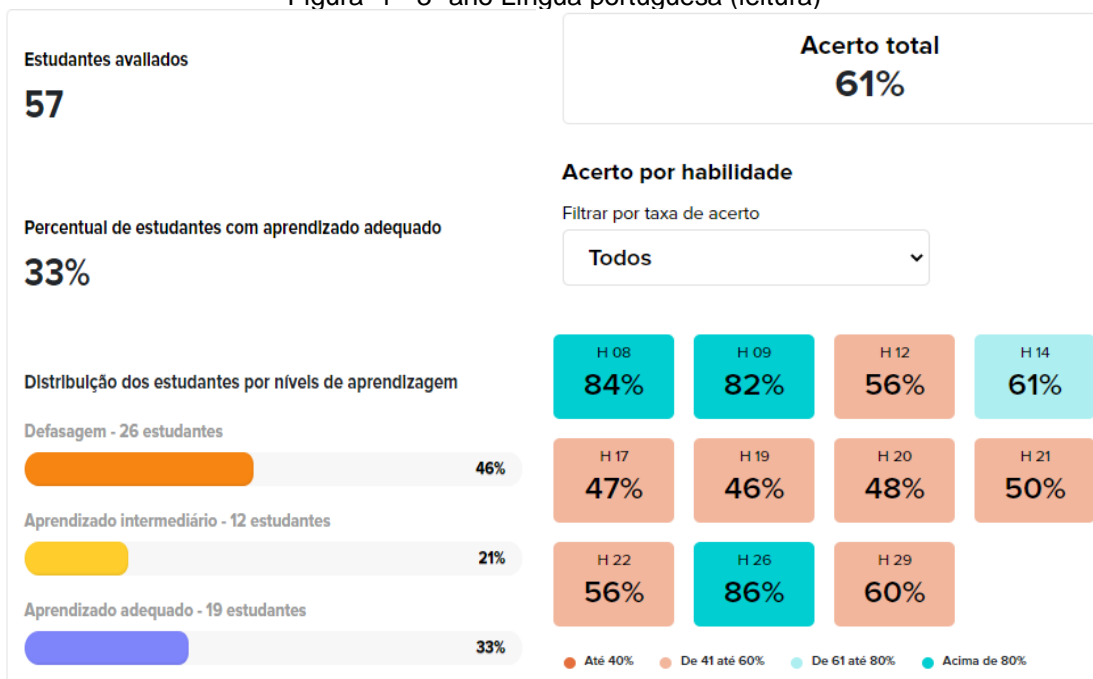 Estudantes avaliados
57
Percentual de estudantes com aprendizado adequado
33%
Distribuição dos estudantes por níveis de aprendizagem
Defasagem - 26 estudantes
46%
Aprendizado intermediário - 12 estudantes
21%
Aprendizado adequado - 19 estudantes
33%
Acerto total
61%
Acerto por habilidade
Filtrar por taxa de acerto
Todos
H 08 H 09 H 12 H 14
84% 82% 56% 61%
H 17 H 19 H 20 H 21
47% 46% 48% 50%
H 22 H 26 H 29
56% 86% 60%
Até 40% De 41 até 60% De 61 até 80% Acima de 80%